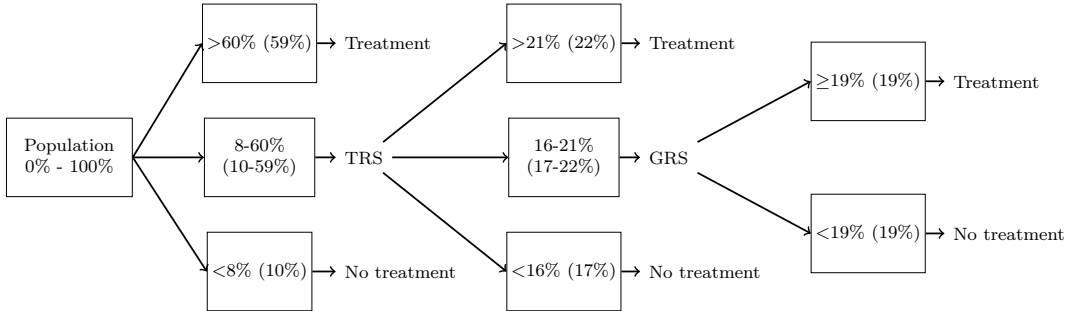 >60% (59%)
Treatment
>21% (22%)
Treatment
≥19% (19%)
Treatment
Population
0% - 100%
8-60%
(10-59%)
TRS
16-21%
(17-22%)
GRS
<19% (19%)
No treatment
<8% (10%)
No treatment
<16% (17%)
No treatment